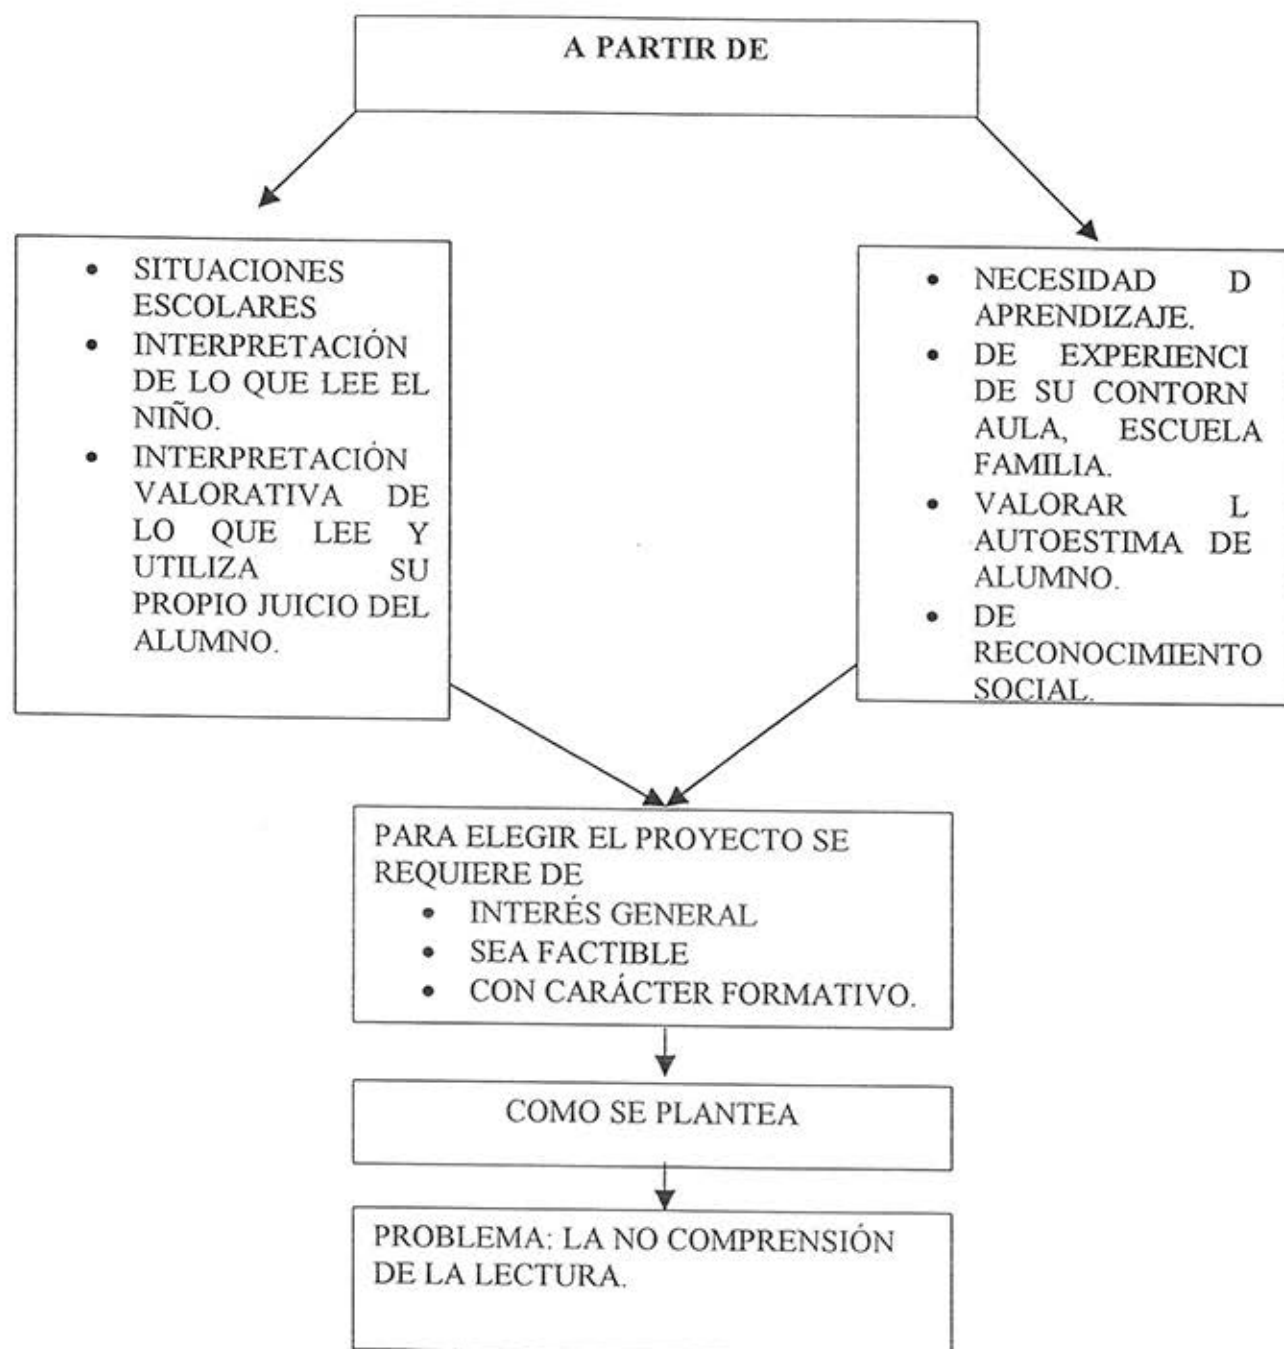 A PARTIR DE
• SITUACIONES
ESCOLARES
• INTERPRETACIÓN
DE LO QUE LEE EL
NIÑO.
• INTERPRETACIÓN
VALORATIVA DE
LO QUE LEE Y
UTILIZA SU
PROPIO JUICIO DEL
ALUMNO.
• NECESIDAD D
APRENDIZAJE.
• DE EXPERIENCI
DE SU CONTORN
AULA, ESCUELA
FAMILIA.
• VALORAR L
AUTOESTIMA DE
ALUMNO.
• DE
RECONOCIMIENTO
SOCIAL.
PARA ELEGIR EL PROYECTO SE
REQUIERE DE
• INTERÉS GENERAL
• SEA FACTIBLE
• CON CARÁCTER FORMATIVO.
COMO SE PLANTEA
PROBLEMA: LA NO COMPRENSIÓN
DE LA LECTURA.